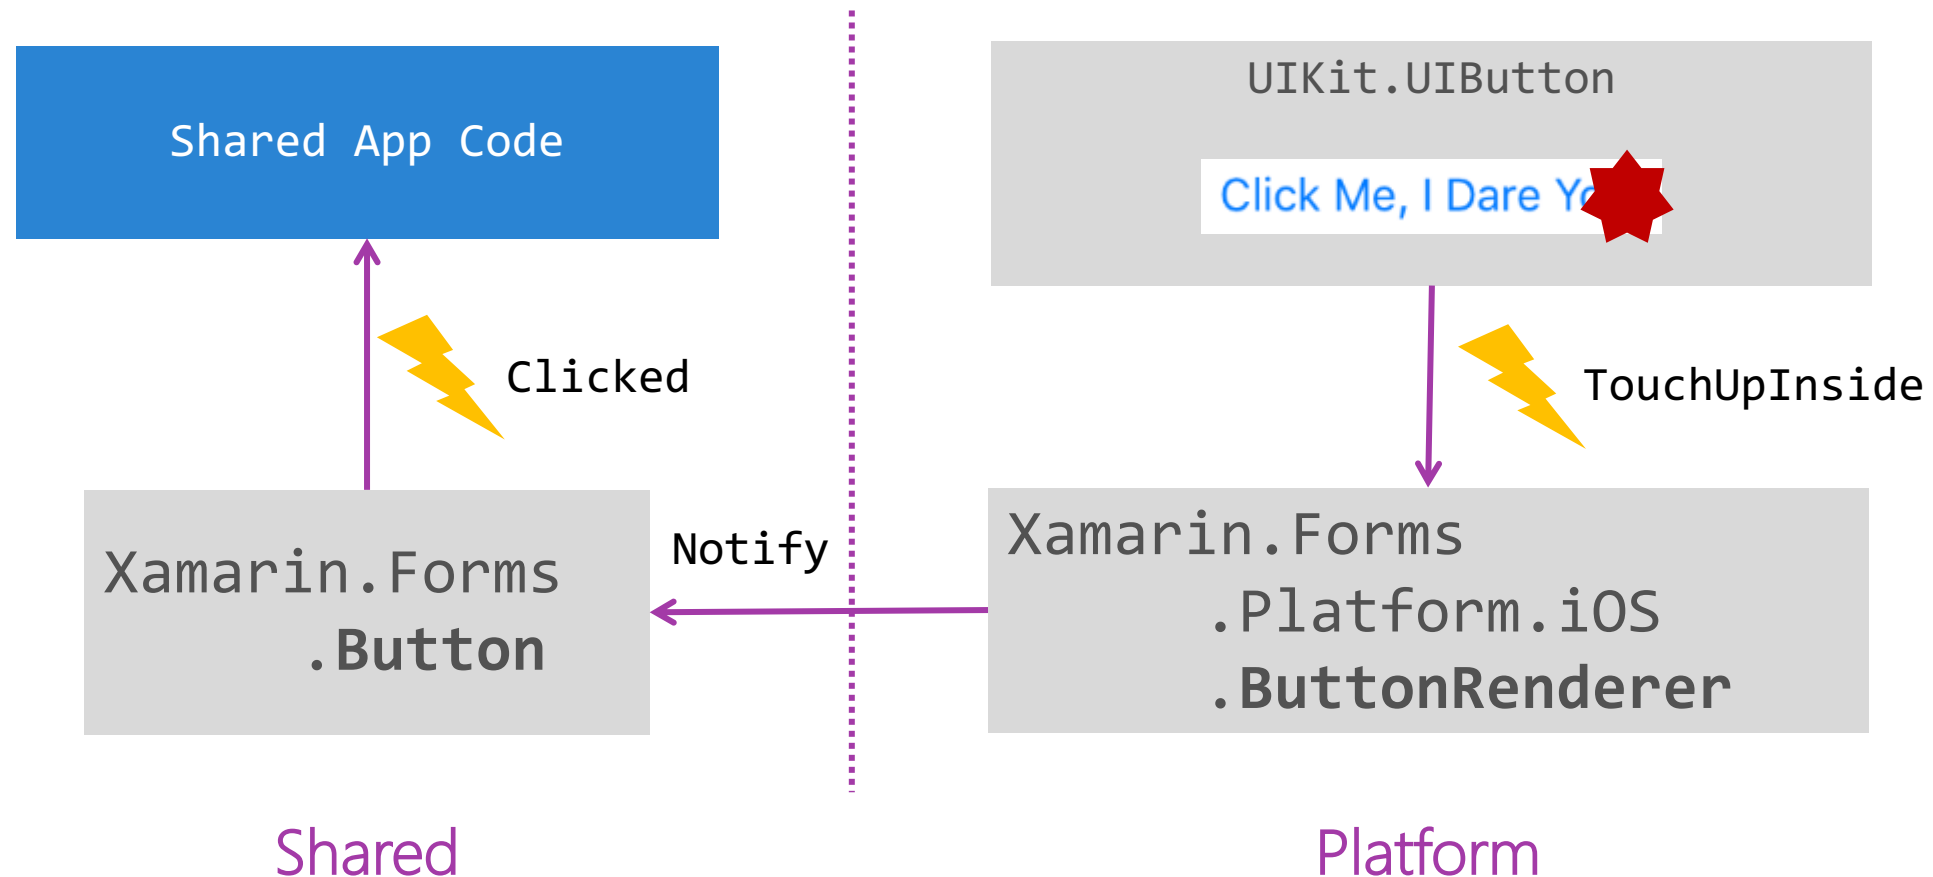 Shared App Code
UIKit.UIButton
Click Me, I Dare
Clicked
TouchUpInside
Xamarin.Forms
.Button
Notify
Xamarin.Forms
.Platform.iOS
.ButtonRenderer
Shared
Platform